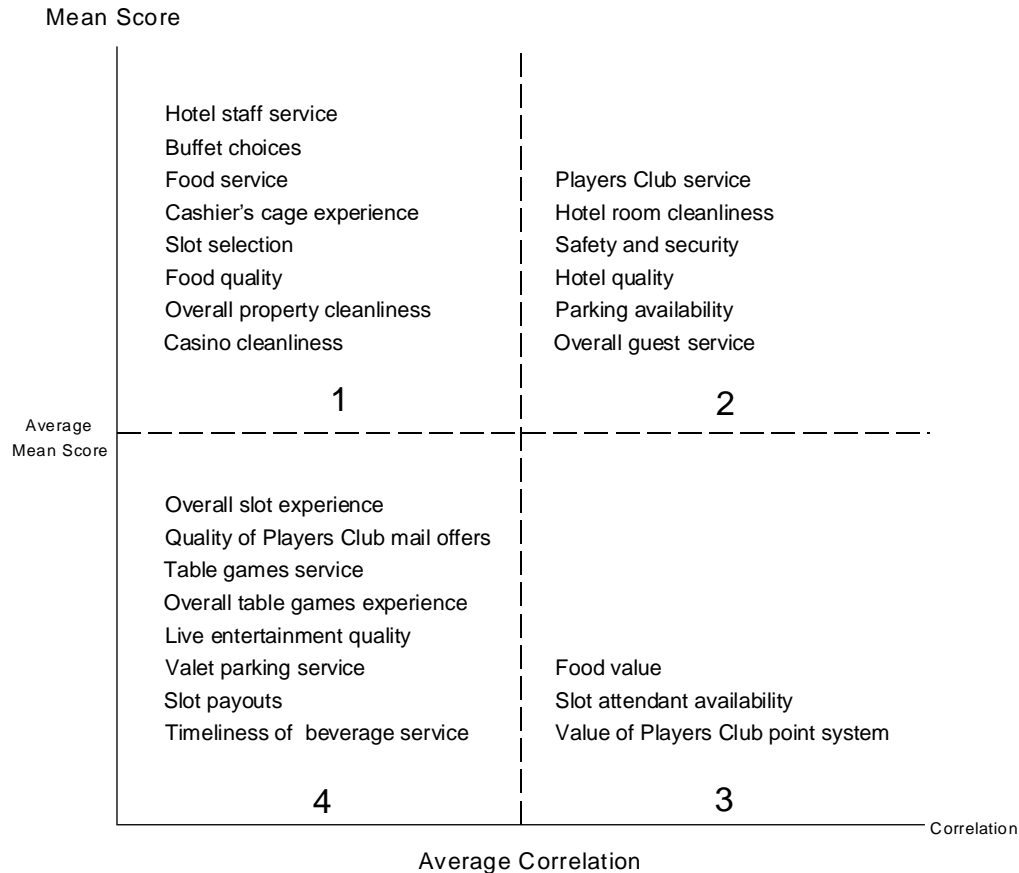 Mean Score
Hotel staff service
Buffet choices
Food service
Cashier's cage experience
Slot selection
Food quality
Overall property cleanliness
Casino cleanliness
1
Players Club service
Hotel room cleanliness
Safety and security
Hotel quality
Parking availability
Overall guest service
2
Average
Mean Score
Overall slot experience
Quality of Players Club mail offers
Table games service
Overall table games experience
Live entertainment quality
Valet parking service
Slot payouts
Timeliness of beverage service
4
Food value
Slot attendant availability
Value of Players Club point system
3
Correlation
Average Correlation